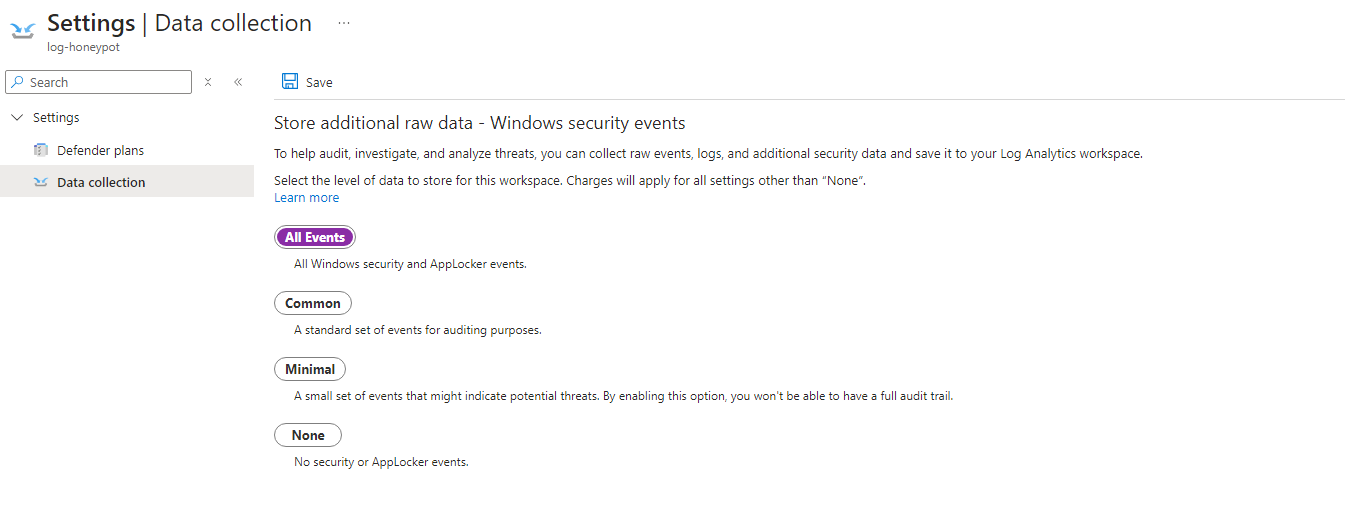 Settings | Data collection ...
log-honeypot
Search
Save
Settings
Defender plans
Data collection
Store additional raw data - Windows security events
To help audit, investigate, and analyze threats, you can collect raw events, logs, and additional security data and save it to your Log Analytics workspace.
Select the level of data to store for this workspace. Charges will apply for all settings other than “None”.
Learn more
All Events
All Windows security and AppLocker events.
Common
A standard set of events for auditing purposes.
Minimal
A small set of events that might indicate potential threats. By enabling this option, you won't be able to have a full audit trail.
None
No security or AppLocker events.